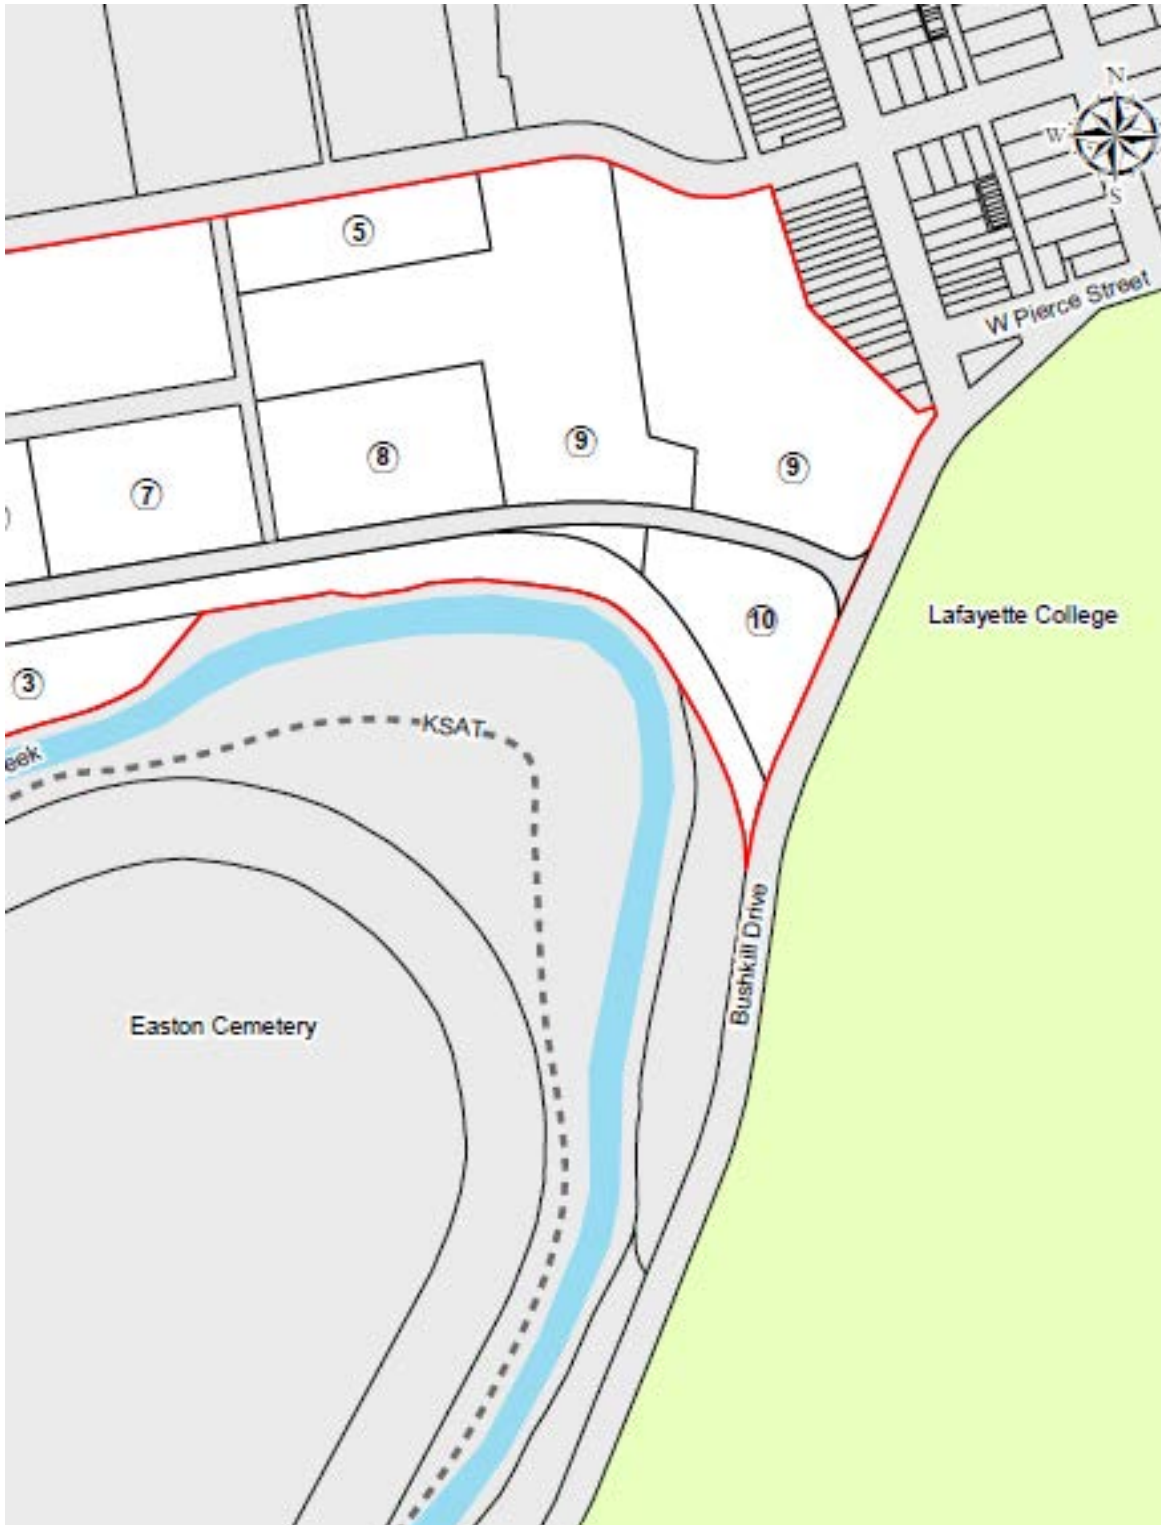 N
W
S
5
W Pierce Street
9
8
9
7
10
Lafayette College
3
KSAT
eek
Bushkill Drive
Easton Cemetery